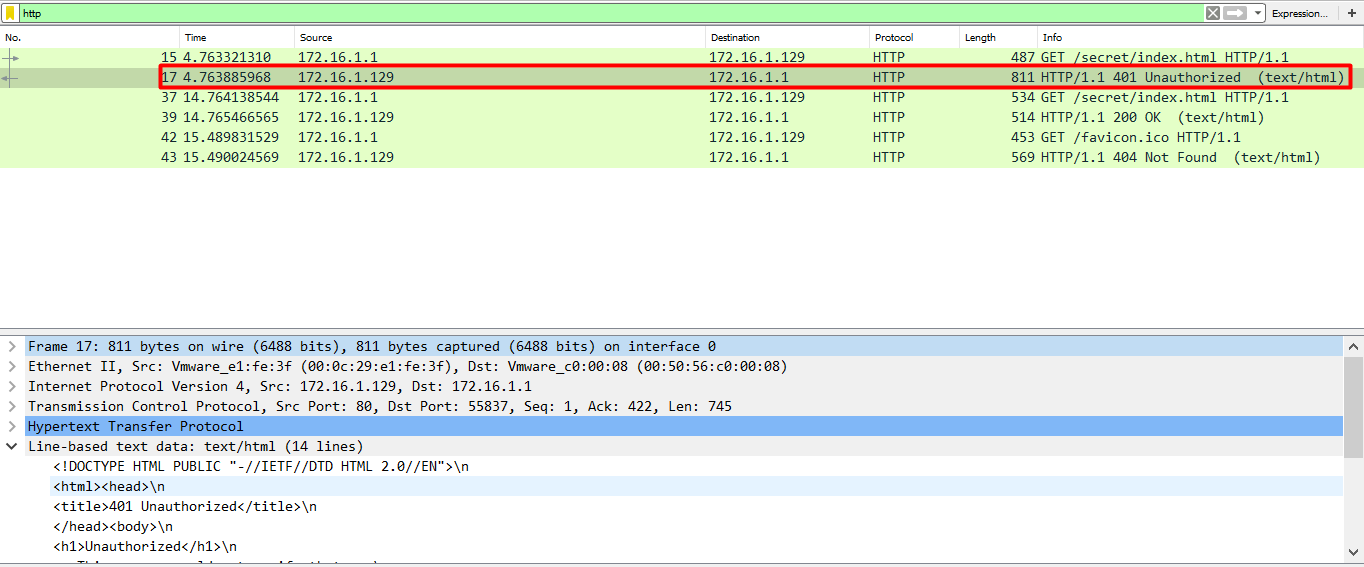 http Expression... +
No. Time Source Destination Protocol Length Info
15 4.763321310 172.16.1.1 172.16.1.129 HTTP 487 GET /secret/index.html HTTP/1.1
17 4.763885968 172.16.1.129 172.16.1.1 HTTP 811 HTTP/1.1 401 Unauthorized (text/html)
37 14.764138544 172.16.1.1 172.16.1.129 HTTP 534 GET /secret/index.html HTTP/1.1
39 14.765466565 172.16.1.129 172.16.1.1 HTTP 514 HTTP/1.1 200 OK (text/html)
42 15.489831529 172.16.1.1 172.16.1.129 HTTP 453 GET /favicon.ico HTTP/1.1
43 15.490024569 172.16.1.129 172.16.1.1 HTTP 569 HTTP/1.1 404 Not Found (text/html)
Frame 17: 811 bytes on wire (6488 bits), 811 bytes captured (6488 bits) on interface 0
Ethernet II, Src: Vmware_e1:fe:3f (00:0c:29:e1:fe:3f), Dst: Vmware_c0:00:08 (00:50:56:c0:00:08)
Internet Protocol Version 4, Src: 172.16.1.129, Dst: 172.16.1.1
Transmission Control Protocol, Src Port: 80, Dst Port: 55837, Seq: 1, Ack: 422, Len: 745
Hypertext Transfer Protocol
Line-based text data: text/html (14 lines)
<!DOCTYPE HTML PUBLIC "-//IETF//DTD HTML 2.0//EN">\n
<html><head>\n
<title>401 Unauthorized</title>\n
</head><body>\n
<h1>Unauthorized</h1>\n